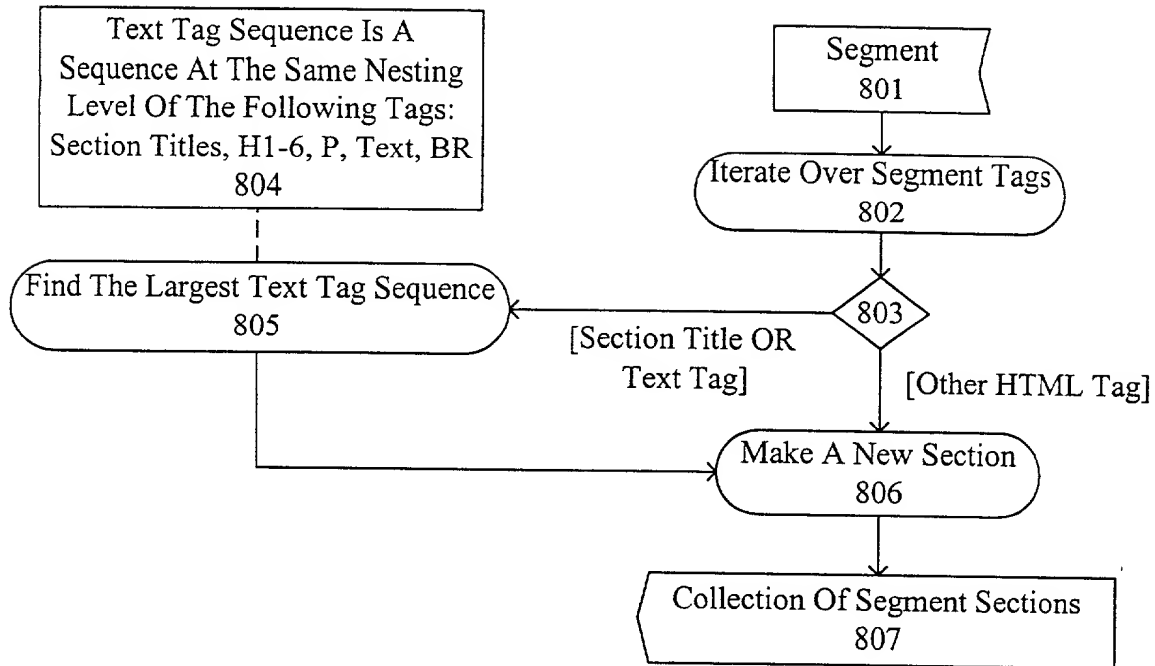 Text Tag Sequence Is A
Sequence At The Same Nesting
Level Of The Following Tags:
Section Titles, H1-6, P, Text, BR
804
Segment
801
Iterate Over Segment Tags
802
Find The Largest Text Tag Sequence
805
803
[Section Title OR
Text Tag]
[Other HTML Tag]
Make A New Section
806
Collection Of Segment Sections
807